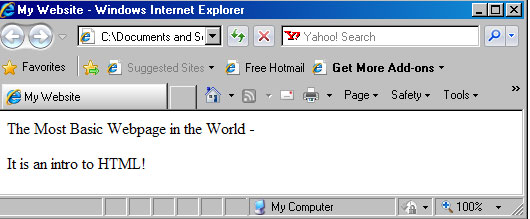 My Website - Windows Internet Explorer
C:\Documents and Se
Yahoo! Search
Favorites Suggested Sites Free Hotmail Get More Add-ons
My Website Page Safety Tools »
The Most Basic Webpage in the World -
It is an intro to HTML!
My Computer 100%